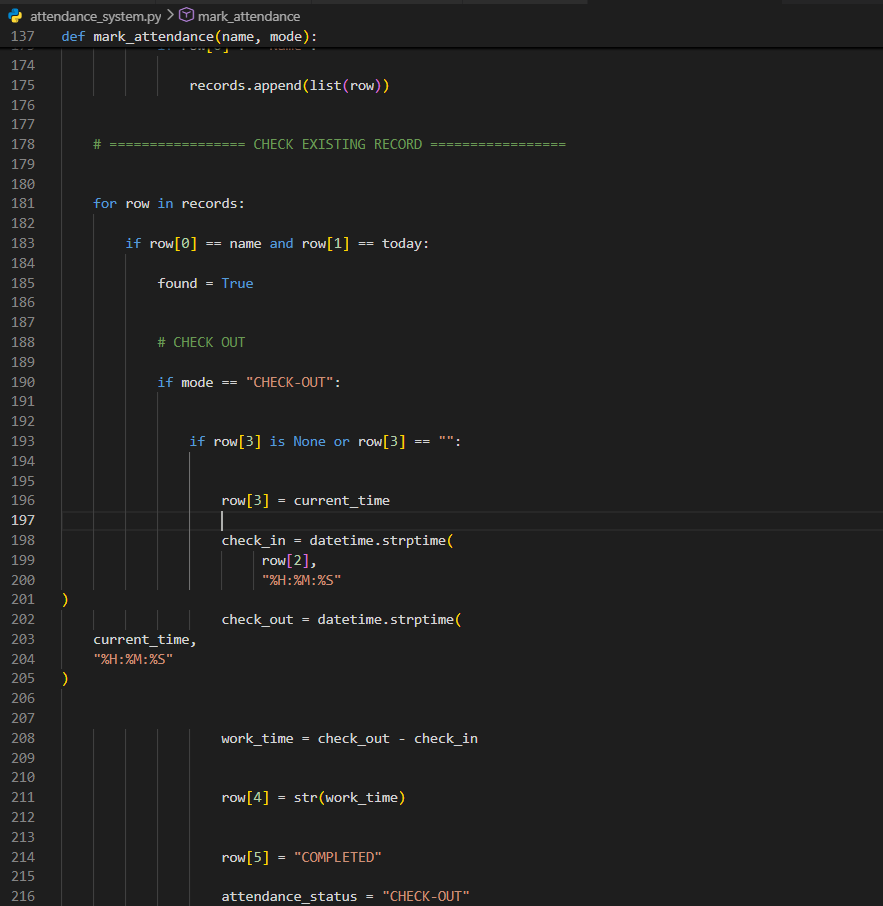 attendance_system.py > mark_attendance
137 def mark_attendance(name, mode):
174
175 records.append(list(row))
176
177
178 # ================= CHECK EXISTING RECORD =================
179
180
181 for row in records:
182
183 if row[0] == name and row[1] == today:
184
185 found = True
186
187
188 # CHECK OUT
189
190 if mode == "CHECK-OUT":
191
192
193 if row[3] is None or row[3] == "":
194
195
196 row[3] = current_time
197
198 check_in = datetime.strptime(
199 row[2],
200 "%H:%M:%S"
201 )
202 check_out = datetime.strptime(
203 current_time,
204 "%H:%M:%S"
205 )
206
207
208 work_time = check_out - check_in
209
210
211 row[4] = str(work_time)
212
213
214 row[5] = "COMPLETED"
215
216 attendance_status = "CHECK-OUT"